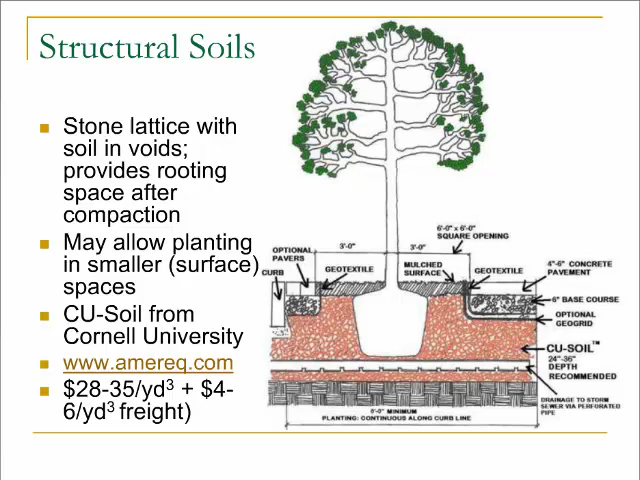 Structural Soils
Stone lattice with
soil in voids;
provides rooting
space after
compaction
May allow planting
in smaller (surface)
spaces
CU-Soil from
Cornell University
www.amereq.com
$28-35/yd3 + $4-
6/yd3 freight)
6'-0" x 6'-0"
SQUARE OPENING
3'-0"
3'-0"
OPTIONAL
PAVERS
CURB
GEOTEXTILE
MULCHED
SURFACE
GEOTEXTILE
4"-6" CONCRETE
PAVEMENT
6" BASE COURSE
OPTIONAL
GEOGRID
CU-SOIL™
24"-36"
DEPTH
RECOMMENDED
DRAINAGE TO STORM
SEWER VIA PERFORATED
PIPE
6'-0" MINIMUM
PLANTING: CONTINUOUS ALONG CURB LINE